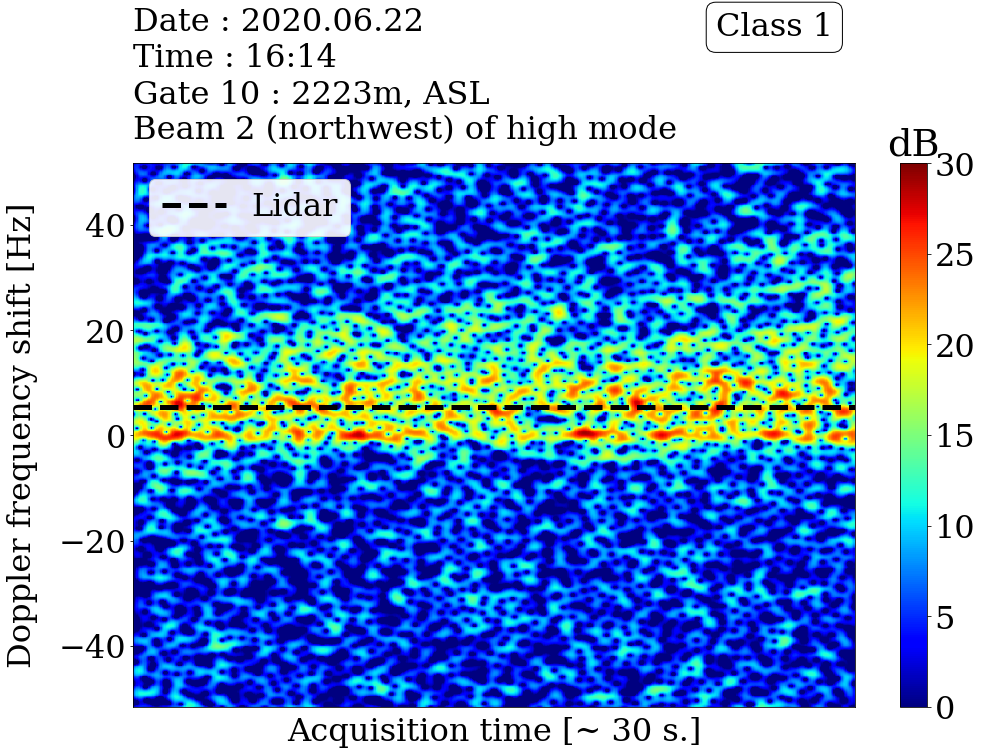 Date : 2020.06.22
Time : 16:14
Gate 10 : 2223m, ASL
Beam 2 (northwest) of high mode
Class 1
dB
Lidar
Doppler frequency shift [Hz]
40
20
0
−20
−40
30
25
20
15
10
5
0
Acquisition time [~ 30 s.]